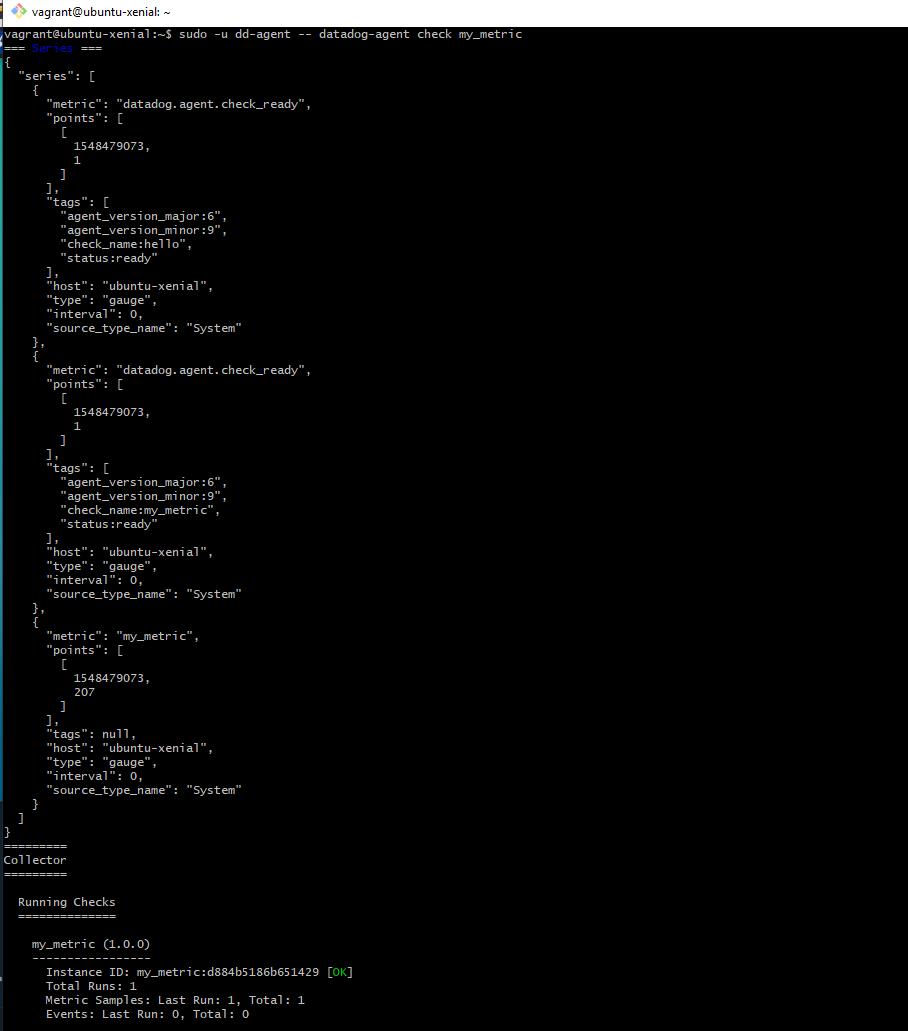 vagrant@ubuntu-xenial: ~
vagrant@ubuntu-xenial:~$ sudo -u dd-agent -- datadog-agent check my_metric
=== Series ===
{
  "series": [
    {
      "metric": "datadog.agent.check_ready",
      "points": [
        [
          1548479073,
          1
        ]
      ],
      "tags": [
        "agent_version_major:6",
        "agent_version_minor:9",
        "check_name:hello",
        "status:ready"
      ],
      "host": "ubuntu-xenial",
      "type": "gauge",
      "interval": 0,
      "source_type_name": "System"
    },
    {
      "metric": "datadog.agent.check_ready",
      "points": [
        [
          1548479073,
          1
        ]
      ],
      "tags": [
        "agent_version_major:6",
        "agent_version_minor:9",
        "check_name:my_metric",
        "status:ready"
      ],
      "host": "ubuntu-xenial",
      "type": "gauge",
      "interval": 0,
      "source_type_name": "System"
    },
    {
      "metric": "my_metric",
      "points": [
        [
          1548479073,
          207
        ]
      ],
      "tags": null,
      "host": "ubuntu-xenial",
      "type": "gauge",
      "interval": 0,
      "source_type_name": "System"
    }
  ]
}
=========
Collector
=========
  Running Checks
  ==============
    my_metric (1.0.0)
    -----------------
      Instance ID: my_metric:d884b5186b651429 [OK]
      Total Runs: 1
      Metric Samples: Last Run: 1, Total: 1
      Events: Last Run: 0, Total: 0